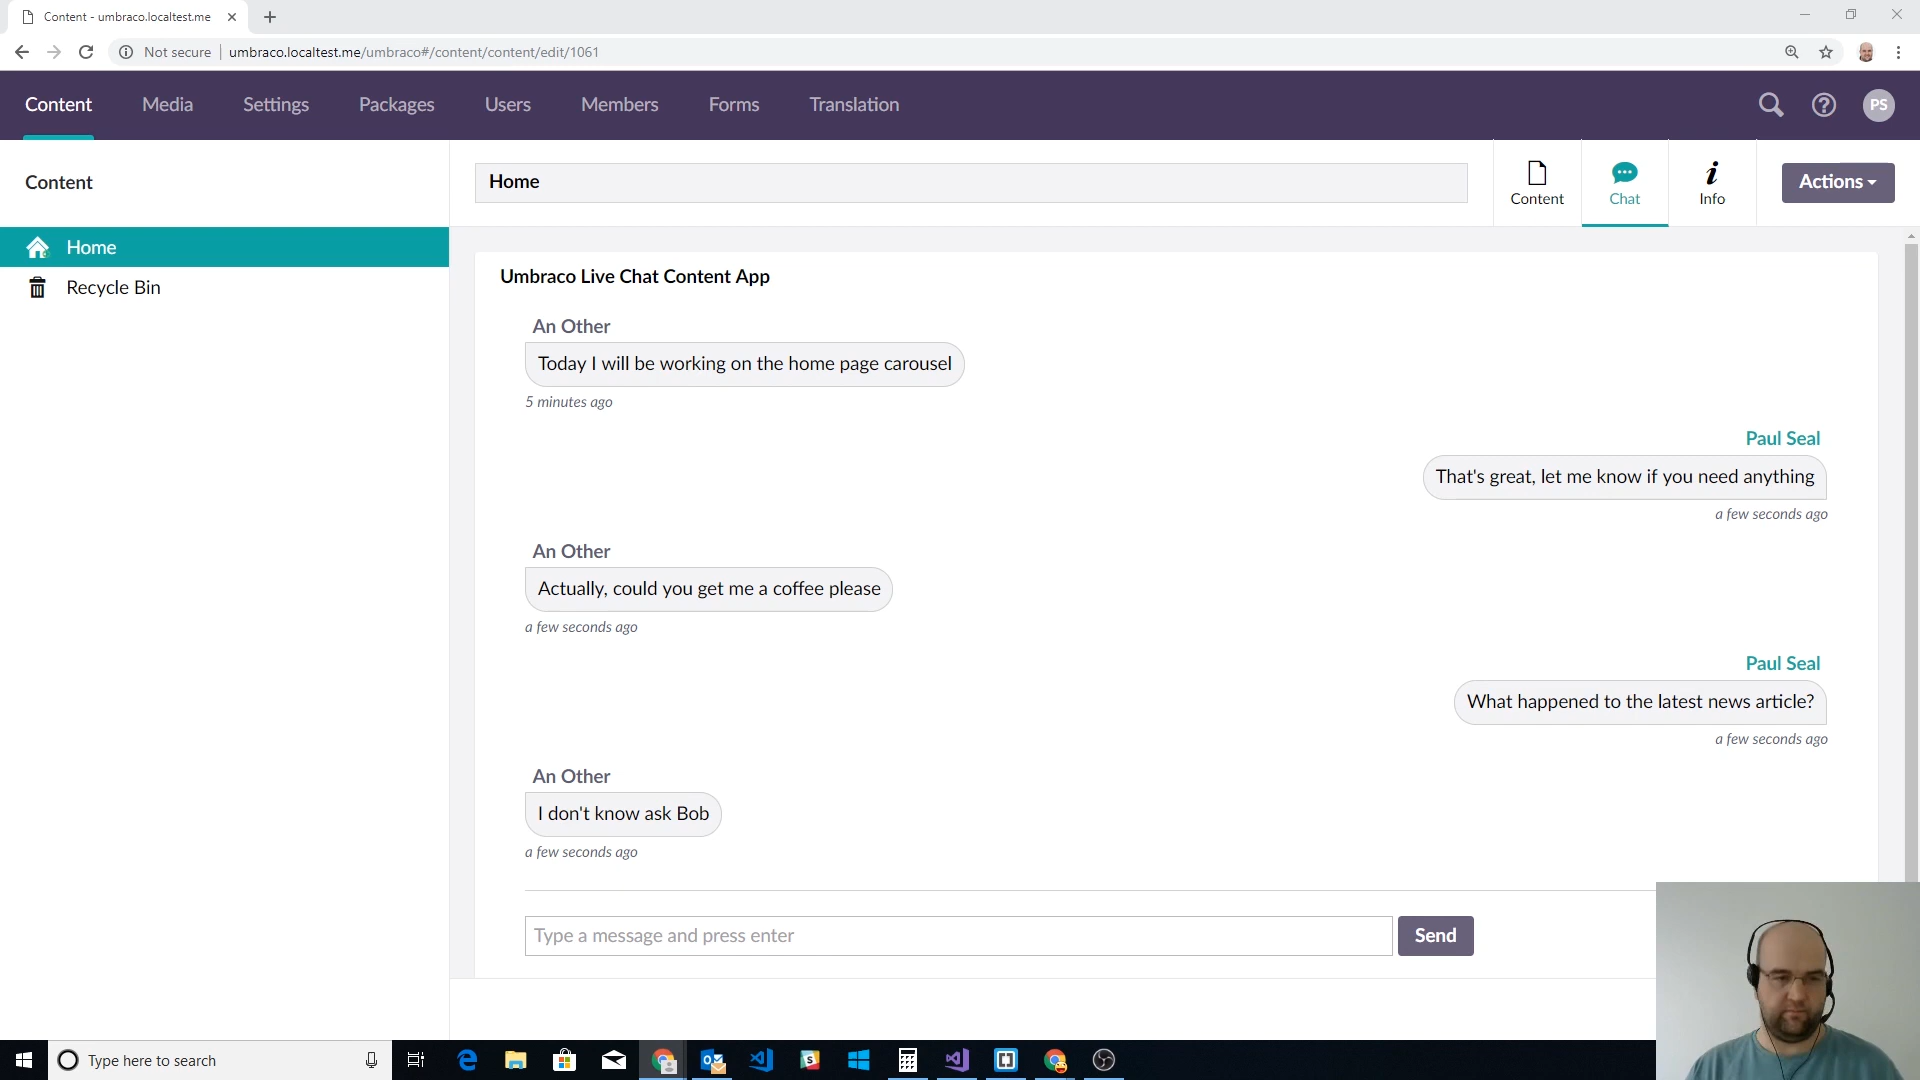 Content - umbraco.localtest.me
Not secure | umbraco.localtest.me/umbraco#/content/content/edit/1061
Content Media Settings Packages Users Members Forms Translation PS
Content
Home
Content
Chat
Info
Actions
Home
Recycle Bin
Umbraco Live Chat Content App
An Other
Today I will be working on the home page carousel
5 minutes ago
Paul Seal
That's great, let me know if you need anything
a few seconds ago
An Other
Actually, could you get me a coffee please
a few seconds ago
Paul Seal
What happened to the latest news article?
a few seconds ago
An Other
I don't know ask Bob
a few seconds ago
Type a message and press enter
Send
Type here to search